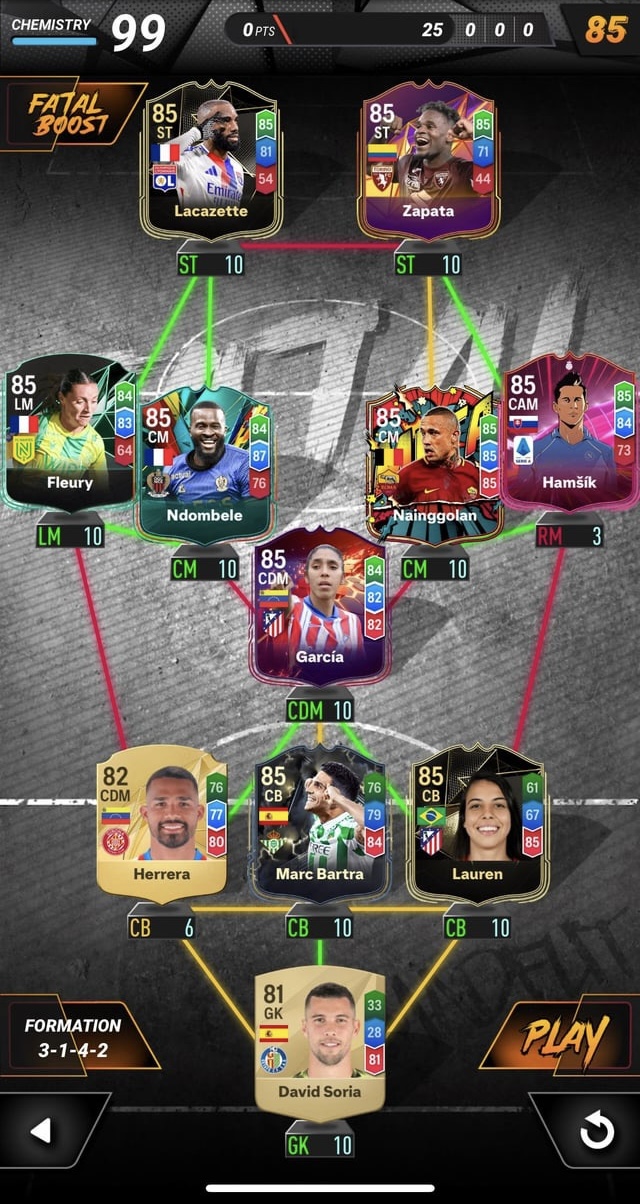 CHEMISTRY 99
0 PTS 25 0 0 0
85
FATAL BOOST
85 ST 85 81 54 Lacazette
85 ST 85 71 44 Zapata
ST 10
ST 10
85 LM 84 83 64 Fleury
85 CM 84 87 76 Ndombele
85 CM 85 85 85 Nainggolan
85 CAM 85 84 73 Hamšík
LM 10
CM 10
CM 10
RM 3
85 CDM 84 82 82 García
CDM 10
82 CDM 76 77 80 Herrera
85 CB 76 79 84 Marc Bartra
85 CB 61 67 85 Lauren
CB 6
CB 10
CB 10
81 GK 33 28 81 David Soria
GK 10
FORMATION
3-1-4-2
PLAY